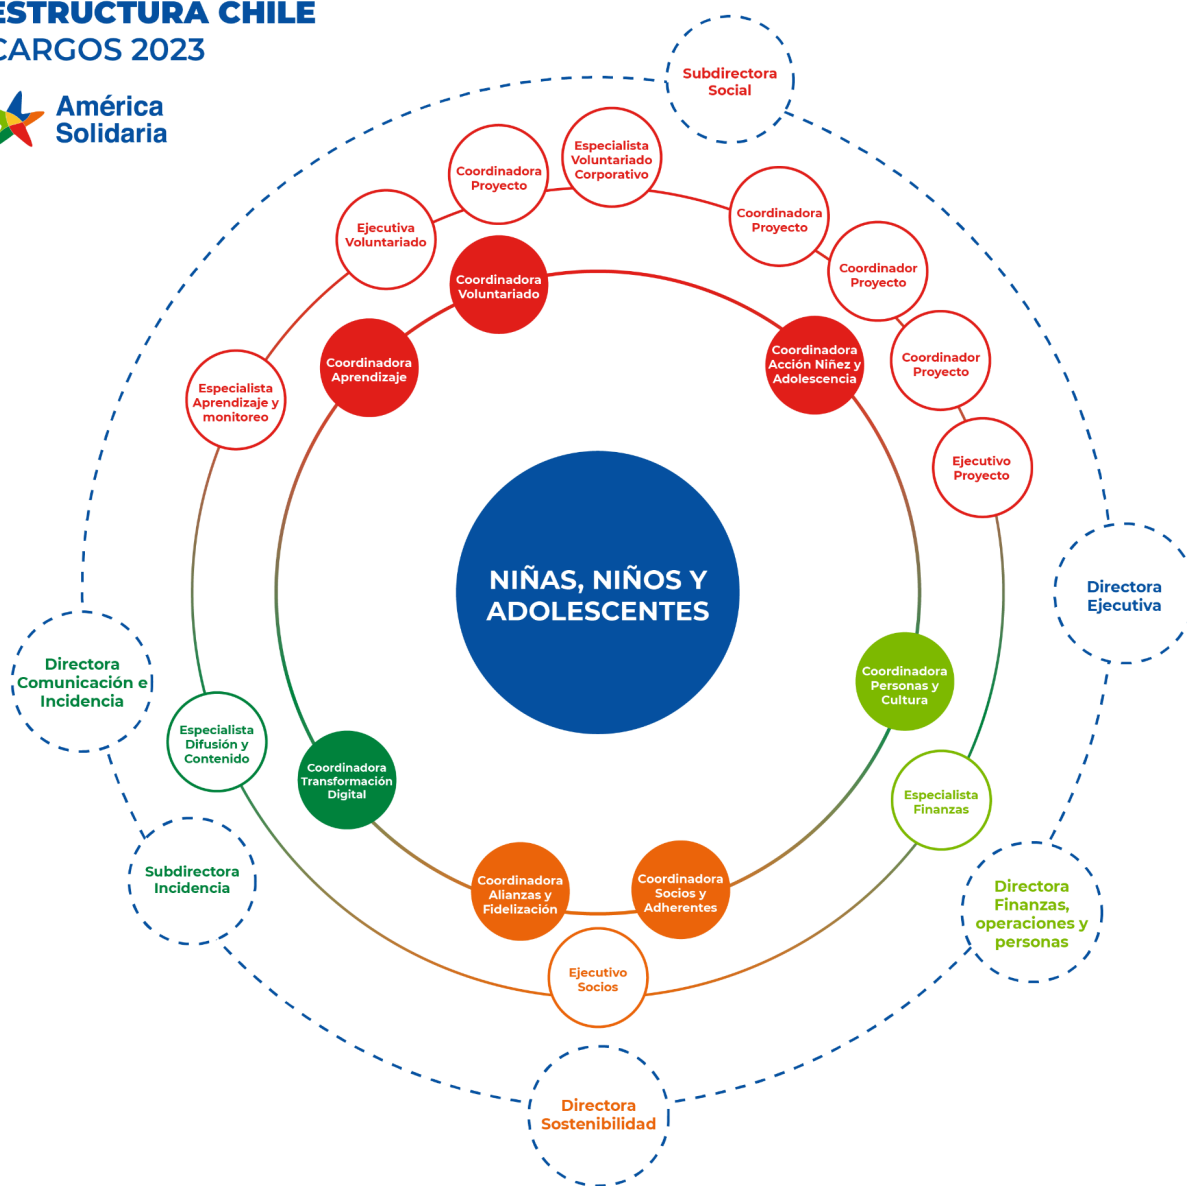 ESTRUCTURA CHILE
CARGOS 2023
América
Solidaria
Subdirectora
Social
Especialista
Voluntariado
Corporativo
Coordinadora
Proyecto
Ejecutiva
Voluntariado
Coordinadora
Proyecto
Coordinador
Proyecto
Coordinadora
Voluntariado
Coordinadora
Aprendizaje
Coordinadora
Acción Niñez y
Adolescencia
Coordinador
Proyecto
Especialista
Aprendizaje y
monitoreo
Ejecutivo
Proyecto
NIÑAS, NIÑOS Y
ADOLESCENTES
Directora
Ejecutiva
Directora
Comunicación e
Incidencia
Coordinadora
Personas y
Cultura
Especialista
Difusión y
Contenido
Coordinadora
Transformación
Digital
Especialista
Finanzas
Subdirectora
Incidencia
Coordinadora
Alianzas y
Fidelización
Coordinadora
Socios y
Adherentes
Directora
Finanzas,
operaciones y
personas
Ejecutivo
Socios
Directora
Sostenibilidad